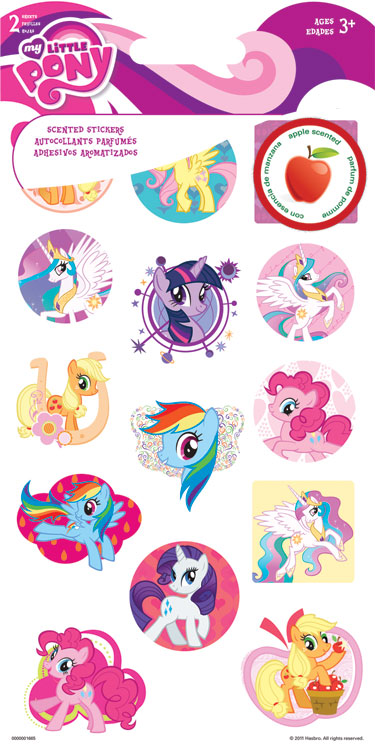 2 SHEETS
FEUILLES
HOJAS
my LITTLE
PONY
AGES
EDADES 3+
SCENTED STICKERS
AUTOCOLLANTS PARFUMÉS
ADHESIVOS AROMATIZADOS
apple scented
parfum de pomme
con esencia de manzana
0000001665
© 2011 Hasbro. All rights reserved.